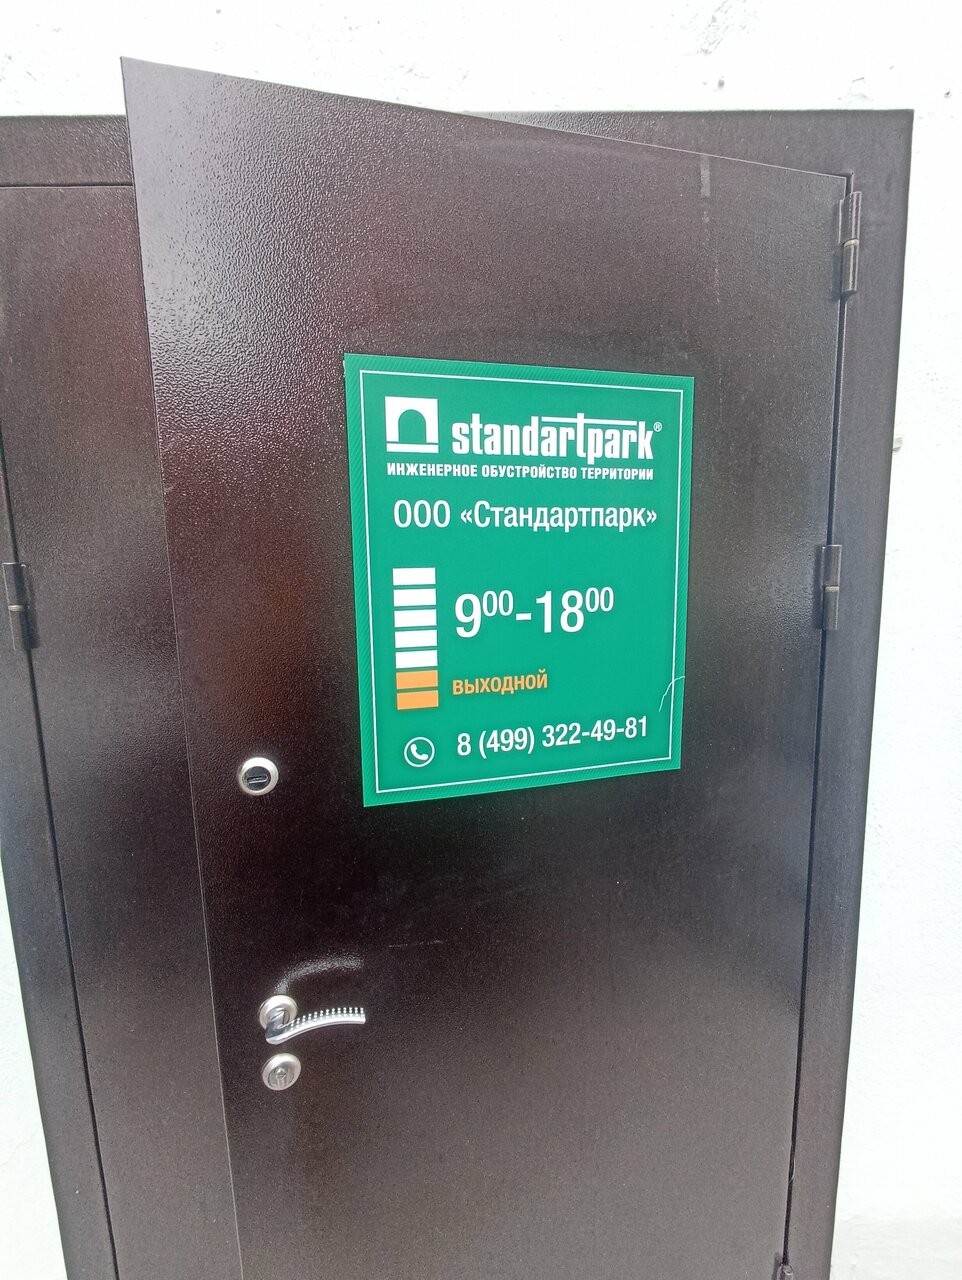 standartpark®
ИНЖЕНЕРНОЕ ОБУСТРОЙСТВО ТЕРРИТОРИИ
ООО «Стандартпарк»
9⁰⁰-18⁰⁰
ВЫХОДНОЙ
8 (499) 322-49-81